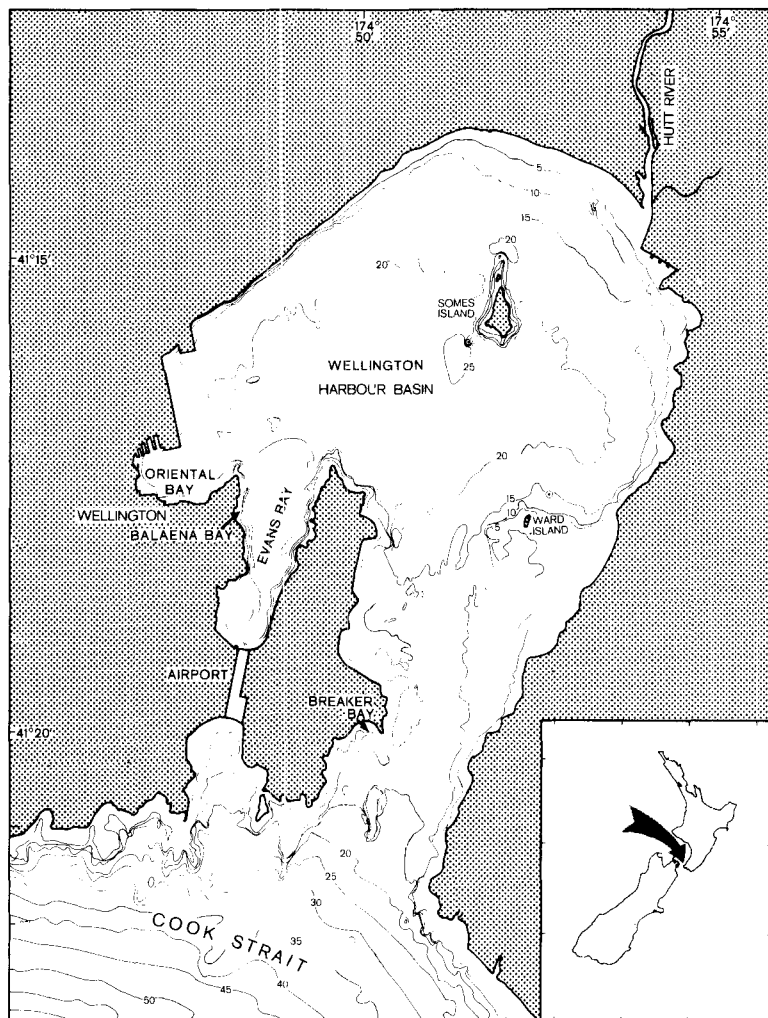 174°
50'
174°
55'
HUTT RIVER
5
10
15
41°15'
20
20
SOMES
ISLAND
25
WELLINGTON
HARBOUR BASIN
20
ORIENTAL
BAY
15
10
5
WARD
ISLAND
WELLINGTON
BALAENA BAY
EVANS BAY
AIRPORT
BREAKER
BAY
41°20'
20
25
30
COOK STRAIT
35
40
45
50